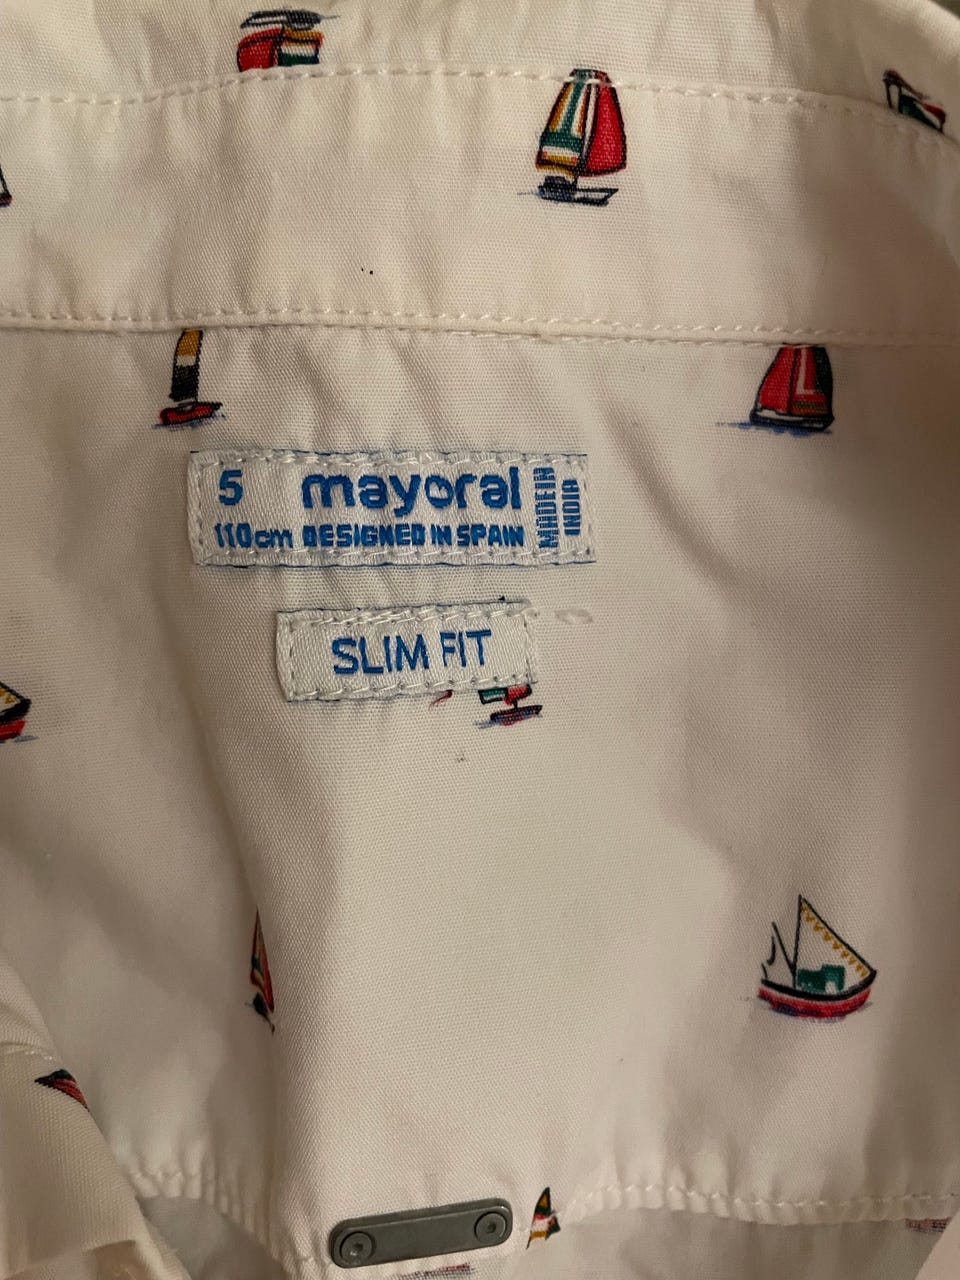 5 mayoral
110cm DESIGNED IN SPAIN
MADE IN
INDIA
SLIM FIT